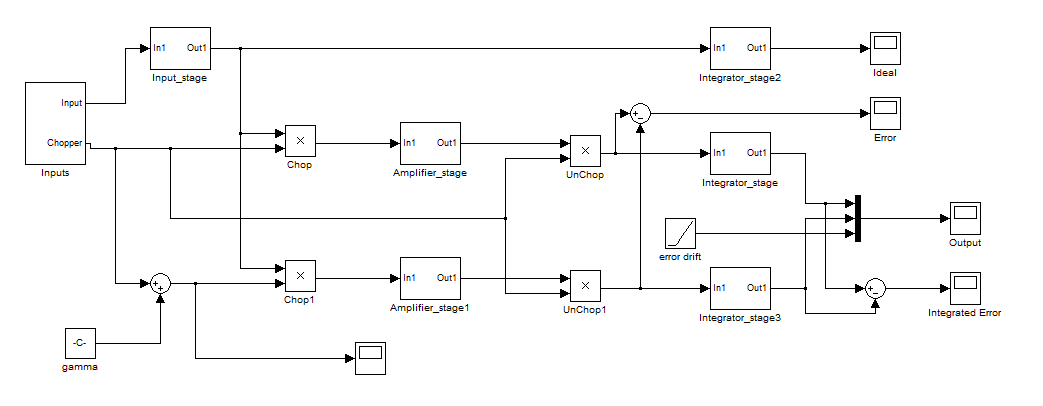 In1 Out1
Input_stage
In1 Out1
Integrator_stage2
Ideal
Input
Chopper
Inputs
Error
Chop
In1 Out1
Amplifier_stage
UnChop
In1 Out1
Integrator_stage
error drift
Output
Chop1
In1 Out1
Amplifier_stage1
UnChop1
In1 Out1
Integrator_stage3
Integrated Error
-C-
gamma